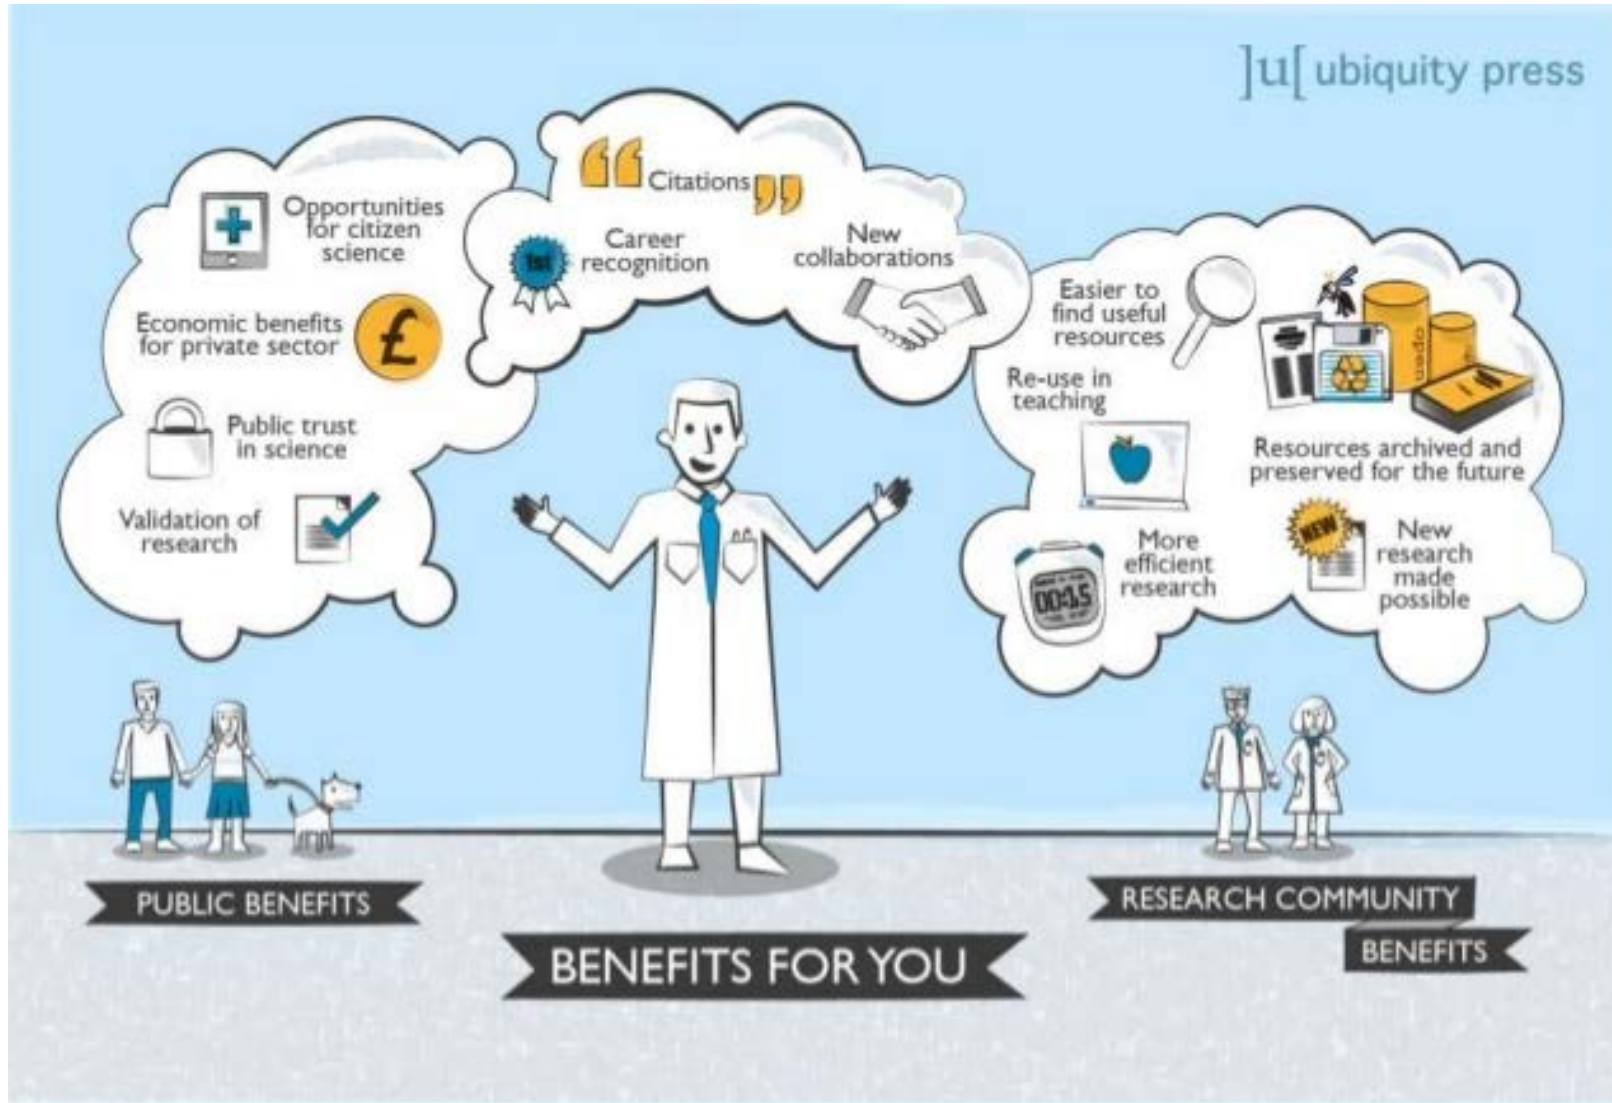 ]u[ ubiquity press
Opportunities
for citizen
science
Economic benefits
for private sector
£
Public trust
in science
Validation of
research
Citations
1st
Career
recognition
New
collaborations
Easier to
find useful
resources
Re-use in
teaching
open
Resources archived and
preserved for the future
More
efficient
research
00:15
NEW
New
research
made
possible
PUBLIC BENEFITS
BENEFITS FOR YOU
RESEARCH COMMUNITY
BENEFITS